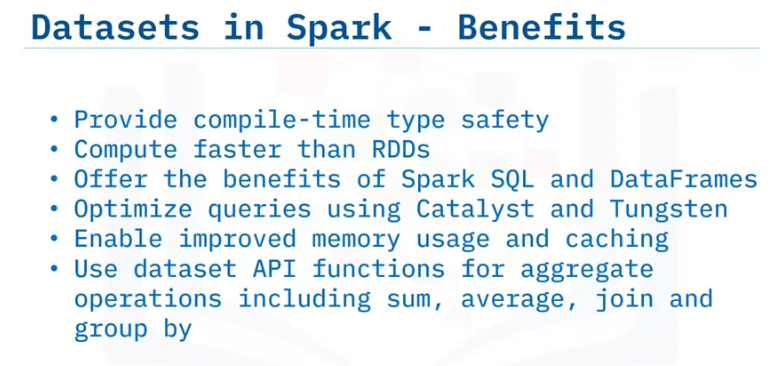 Datasets in Spark - Benefits
• Provide compile-time type safety
• Compute faster than RDDs
• Offer the benefits of Spark SQL and DataFrames
• Optimize queries using Catalyst and Tungsten
• Enable improved memory usage and caching
• Use dataset API functions for aggregate
operations including sum, average, join and
group by